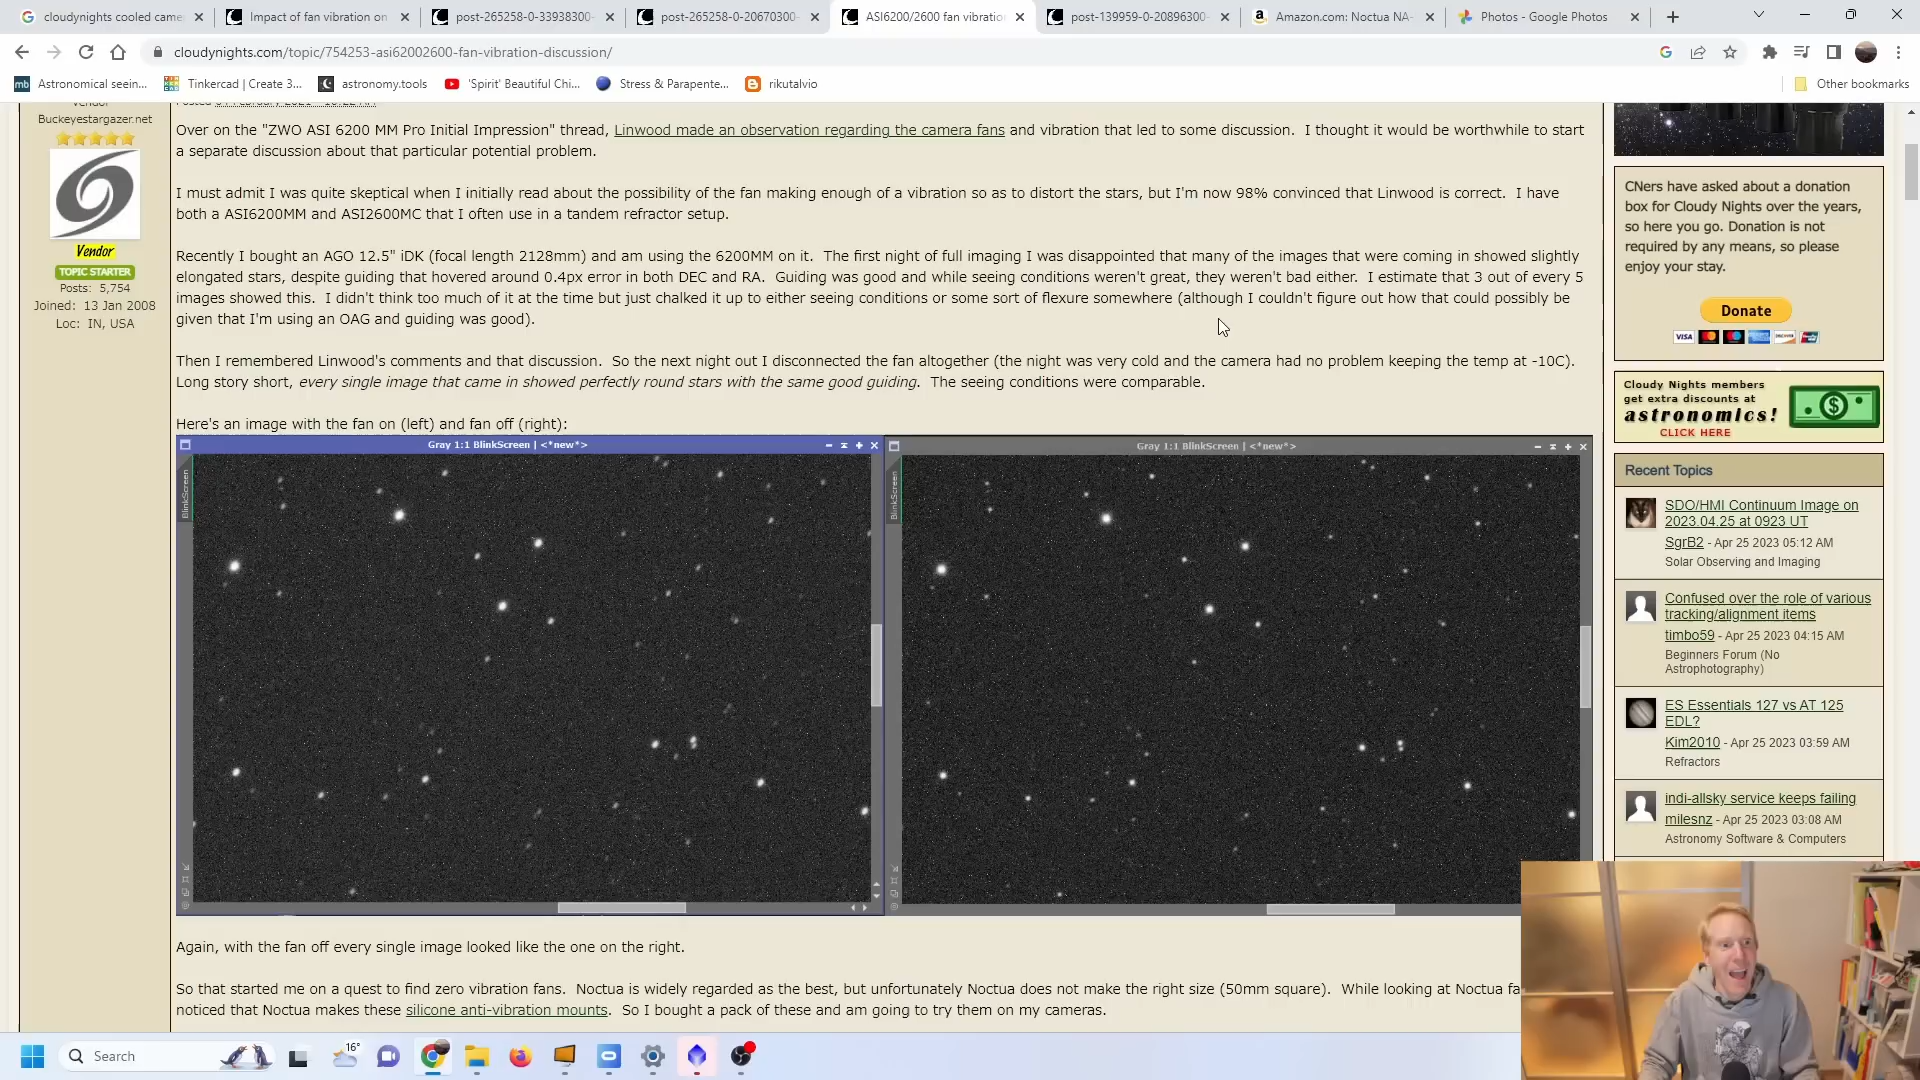 cloudynights cooled came
Impact of fan vibration on
post-265258-0-33938300-
post-265258-0-20670300-
ASI6200/2600 fan vibration
post-139959-0-20896300-
Amazon.com: Noctua NA-
Photos - Google Photos
cloudynights.com/topic/754253-asi62002600-fan-vibration-discussion/
Astronomical seein...
Tinkercad | Create 3...
astronomy.tools
'Spirit' Beautiful Chi...
Stress & Parapente...
rikutalvio
Other bookmarks
Vendor
Buckeyestargazer.net
Vendor
TOPIC STARTER
Posts: 5,754
Joined: 13 Jan 2008
Loc: IN, USA
Over on the "ZWO ASI 6200 MM Pro Initial Impression" thread, Linwood made an observation regarding the camera fans and vibration that led to some discussion. I thought it would be worthwhile to start
a separate discussion about that particular potential problem.
I must admit I was quite skeptical when I initially read about the possibility of the fan making enough of a vibration so as to distort the stars, but I'm now 98% convinced that Linwood is correct. I have
both a ASI6200MM and ASI2600MC that I often use in a tandem refractor setup.
Recently I bought an AGO 12.5" iDK (focal length 2128mm) and am using the 6200MM on it. The first night of full imaging I was disappointed that many of the images that were coming in showed slightly
elongated stars, despite guiding that hovered around 0.4px error in both DEC and RA. Guiding was good and while seeing conditions weren't great, they weren't bad either. I estimate that 3 out of every 5
images showed this. I didn't think too much of it at the time but just chalked it up to either seeing conditions or some sort of flexure somewhere (although I couldn't figure out how that could possibly be
given that I'm using an OAG and guiding was good).
Then I remembered Linwood's comments and that discussion. So the next night out I disconnected the fan altogether (the night was very cold and the camera had no problem keeping the temp at -10C).
Long story short, every single image that came in showed perfectly round stars with the same good guiding. The seeing conditions were comparable.
Here's an image with the fan on (left) and fan off (right):
Gray 1:1 BlinkScreen | <*new*>
BlinkScreen
Gray 1:1 BlinkScreen | <*new*>
BlinkScreen
Again, with the fan off every single image looked like the one on the right.
So that started me on a quest to find zero vibration fans. Noctua is widely regarded as the best, but unfortunately Noctua does not make the right size (50mm square). While looking at Noctua fa
noticed that Noctua makes these silicone anti-vibration mounts. So I bought a pack of these and am going to try them on my cameras.
CNers have asked about a donation
box for Cloudy Nights over the years,
so here you go. Donation is not
required by any means, so please
enjoy your stay.
Donate
VISA
Cloudy Nights members
get extra discounts at
astronomics!
CLICK HERE
Recent Topics
SDO/HMI Continuum Image on
2023.04.25 at 0923 UT
SgrB2 - Apr 25 2023 05:12 AM
Solar Observing and Imaging
Confused over the role of various
tracking/alignment items
timbo59 - Apr 25 2023 04:15 AM
Beginners Forum (No
Astrophotography)
ES Essentials 127 vs AT 125
EDL?
Kim2010 - Apr 25 2023 03:59 AM
Refractors
indi-allsky service keeps failing
milesnz - Apr 25 2023 03:08 AM
Astronomy Software & Computers
Search
16°